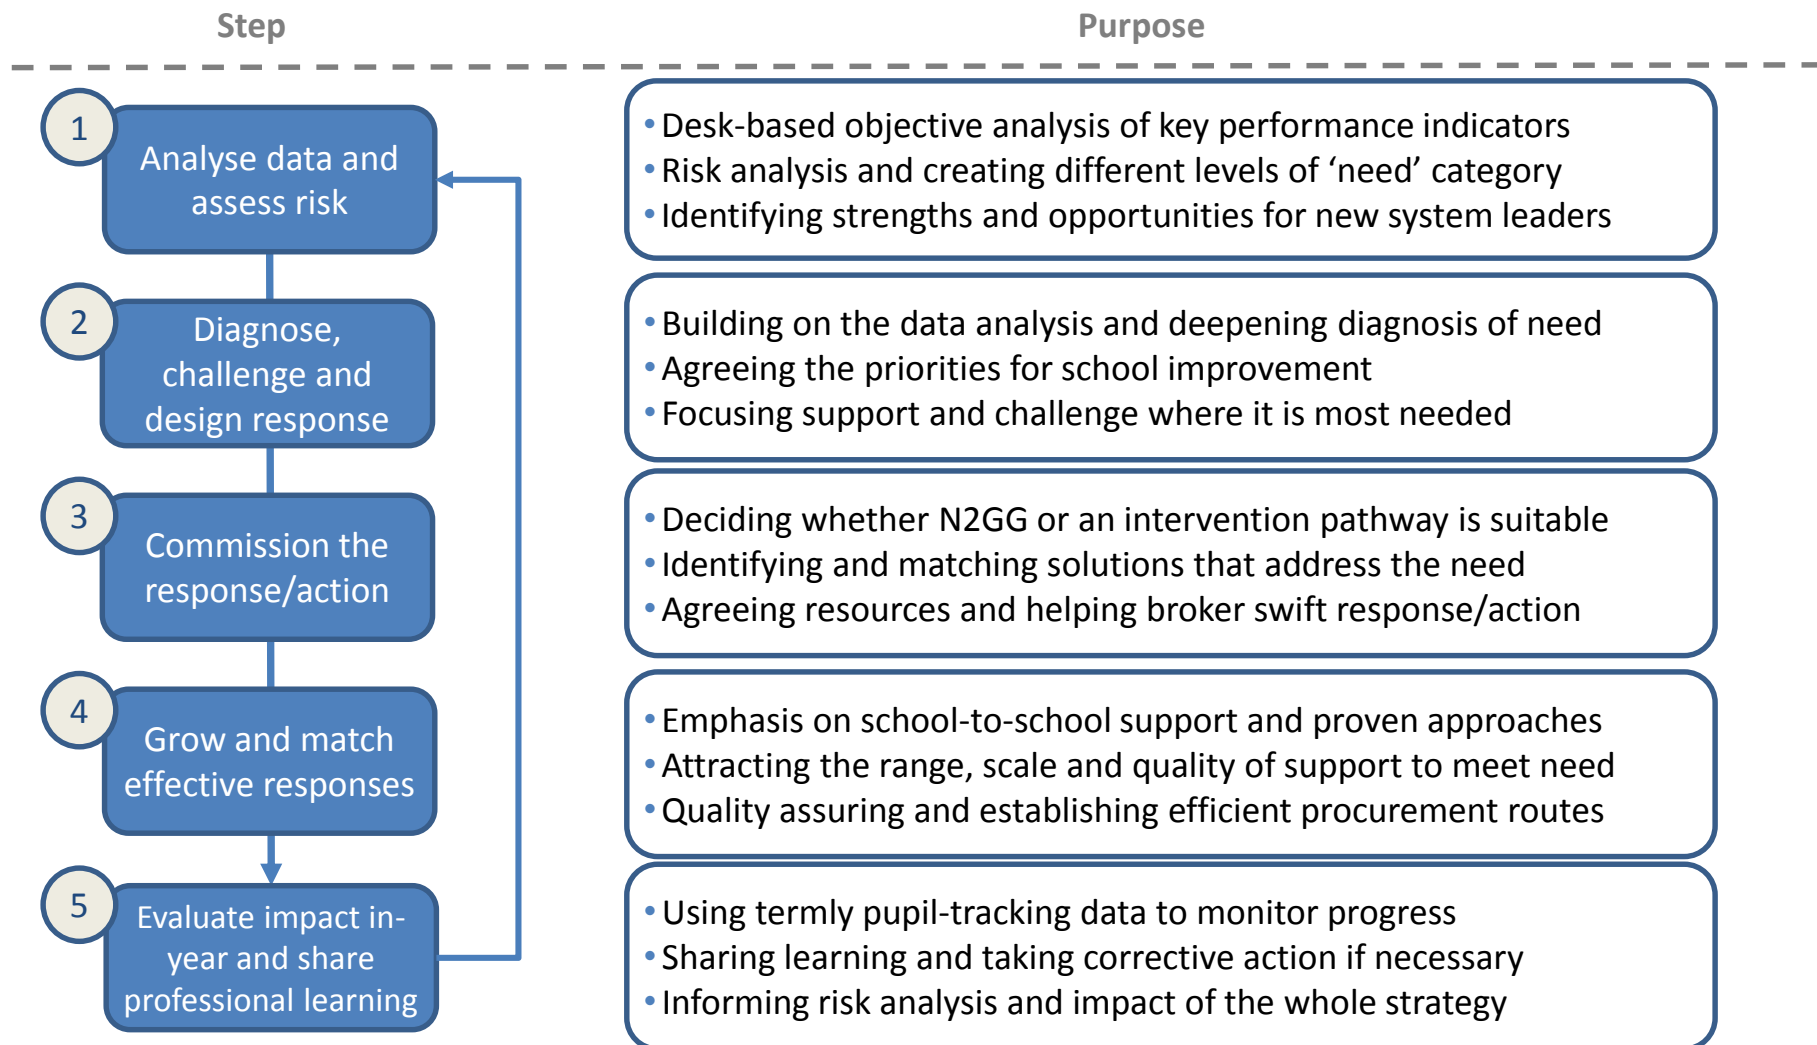 Step
Purpose
1
Analyse data and
assess risk
• Desk-based objective analysis of key performance indicators
• Risk analysis and creating different levels of ‘need’ category
• Identifying strengths and opportunities for new system leaders
2
Diagnose,
challenge and
design response
• Building on the data analysis and deepening diagnosis of need
• Agreeing the priorities for school improvement
• Focusing support and challenge where it is most needed
3
Commission the
response/action
• Deciding whether N2GG or an intervention pathway is suitable
• Identifying and matching solutions that address the need
• Agreeing resources and helping broker swift response/action
4
Grow and match
effective responses
• Emphasis on school-to-school support and proven approaches
• Attracting the range, scale and quality of support to meet need
• Quality assuring and establishing efficient procurement routes
5
Evaluate impact in-
year and share
professional learning
• Using termly pupil-tracking data to monitor progress
• Sharing learning and taking corrective action if necessary
• Informing risk analysis and impact of the whole strategy